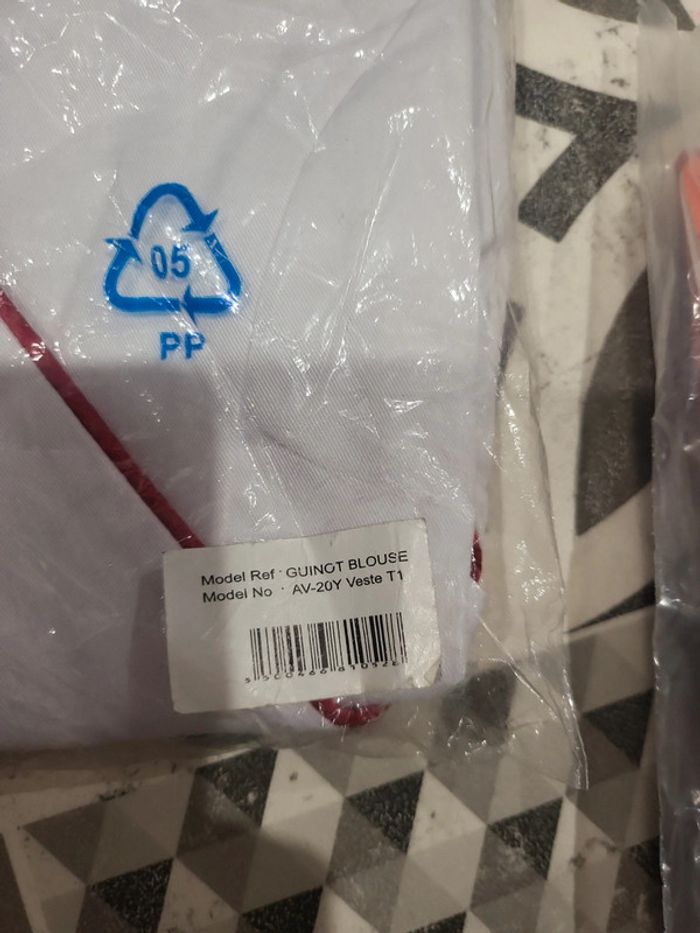 05
PP
Model Ref : GUINOT BLOUSE
Model No : AV-20Y Veste T1